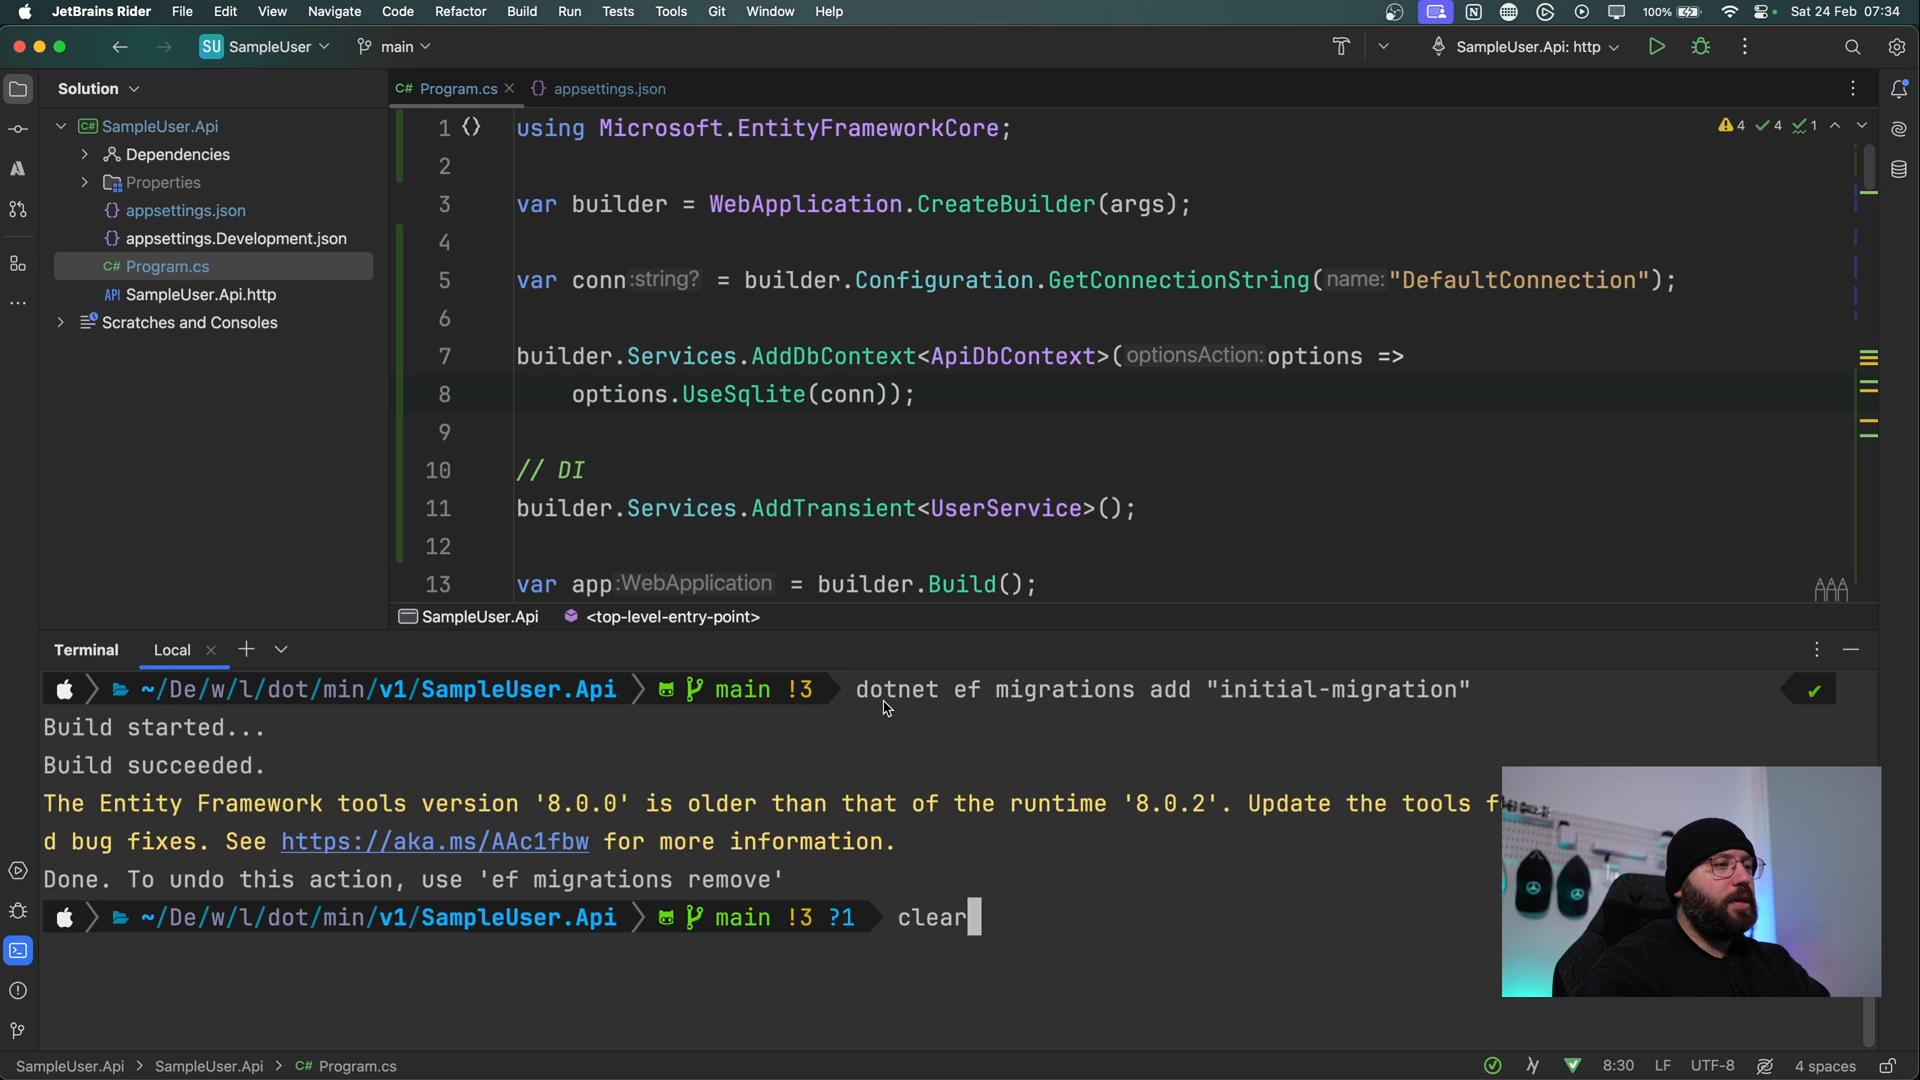 JetBrains Rider File Edit View Navigate Code Refactor Build Run Tests Tools Git Window Help 100% Sat 24 Feb 07:34
SU SampleUser main SampleUser.Api: http
Solution
C# SampleUser.Api
Dependencies
Properties
{} appsettings.json
{} appsettings.Development.json
C# Program.cs
API SampleUser.Api.http
Scratches and Consoles
C# Program.cs {} appsettings.json
4 4 1
1 using Microsoft.EntityFrameworkCore;
2
3 var builder = WebApplication.CreateBuilder(args);
4
5 var conn:string? = builder.Configuration.GetConnectionString(name:"DefaultConnection");
6
7 builder.Services.AddDbContext<ApiDbContext>(optionsAction:options =>
8 options.UseSqlite(conn));
9
10 // DI
11 builder.Services.AddTransient<UserService>();
12
13 var app:WebApplication = builder.Build();
SampleUser.Api <top-level-entry-point>
Terminal Local
~/De/w/l/dot/min/v1/SampleUser.Api main !3 dotnet ef migrations add "initial-migration"
Build started...
Build succeeded.
The Entity Framework tools version '8.0.0' is older than that of the runtime '8.0.2'. Update the tools f
d bug fixes. See https://aka.ms/AAc1fbw for more information.
Done. To undo this action, use 'ef migrations remove'
~/De/w/l/dot/min/v1/SampleUser.Api main !3 ?1 clear
SampleUser.Api > SampleUser.Api > C# Program.cs 8:30 LF UTF-8 4 spaces